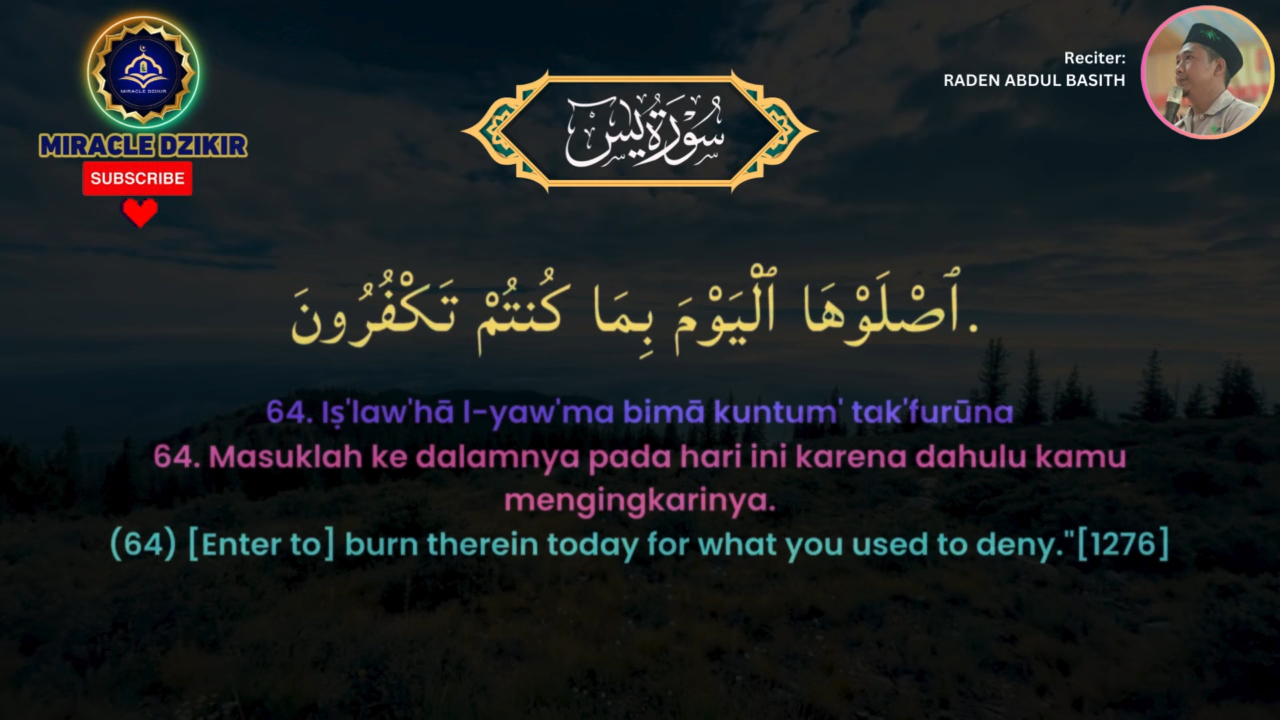 MIRACLE DZIKIR
MIRACLE DZIKIR
SUBSCRIBE
سُورَةُ يس
Reciter:
RADEN ABDUL BASITH
ٱصْلَوْهَا ٱلْيَوْمَ بِمَا كُنتُمْ تَكْفُرُونَ.
64. Iṣ'law'hā l-yaw'ma bimā kuntum' tak'furūna
64. Masuklah ke dalamnya pada hari ini karena dahulu kamu
mengingkarinya.
(64) [Enter to] burn therein today for what you used to deny."[1276]